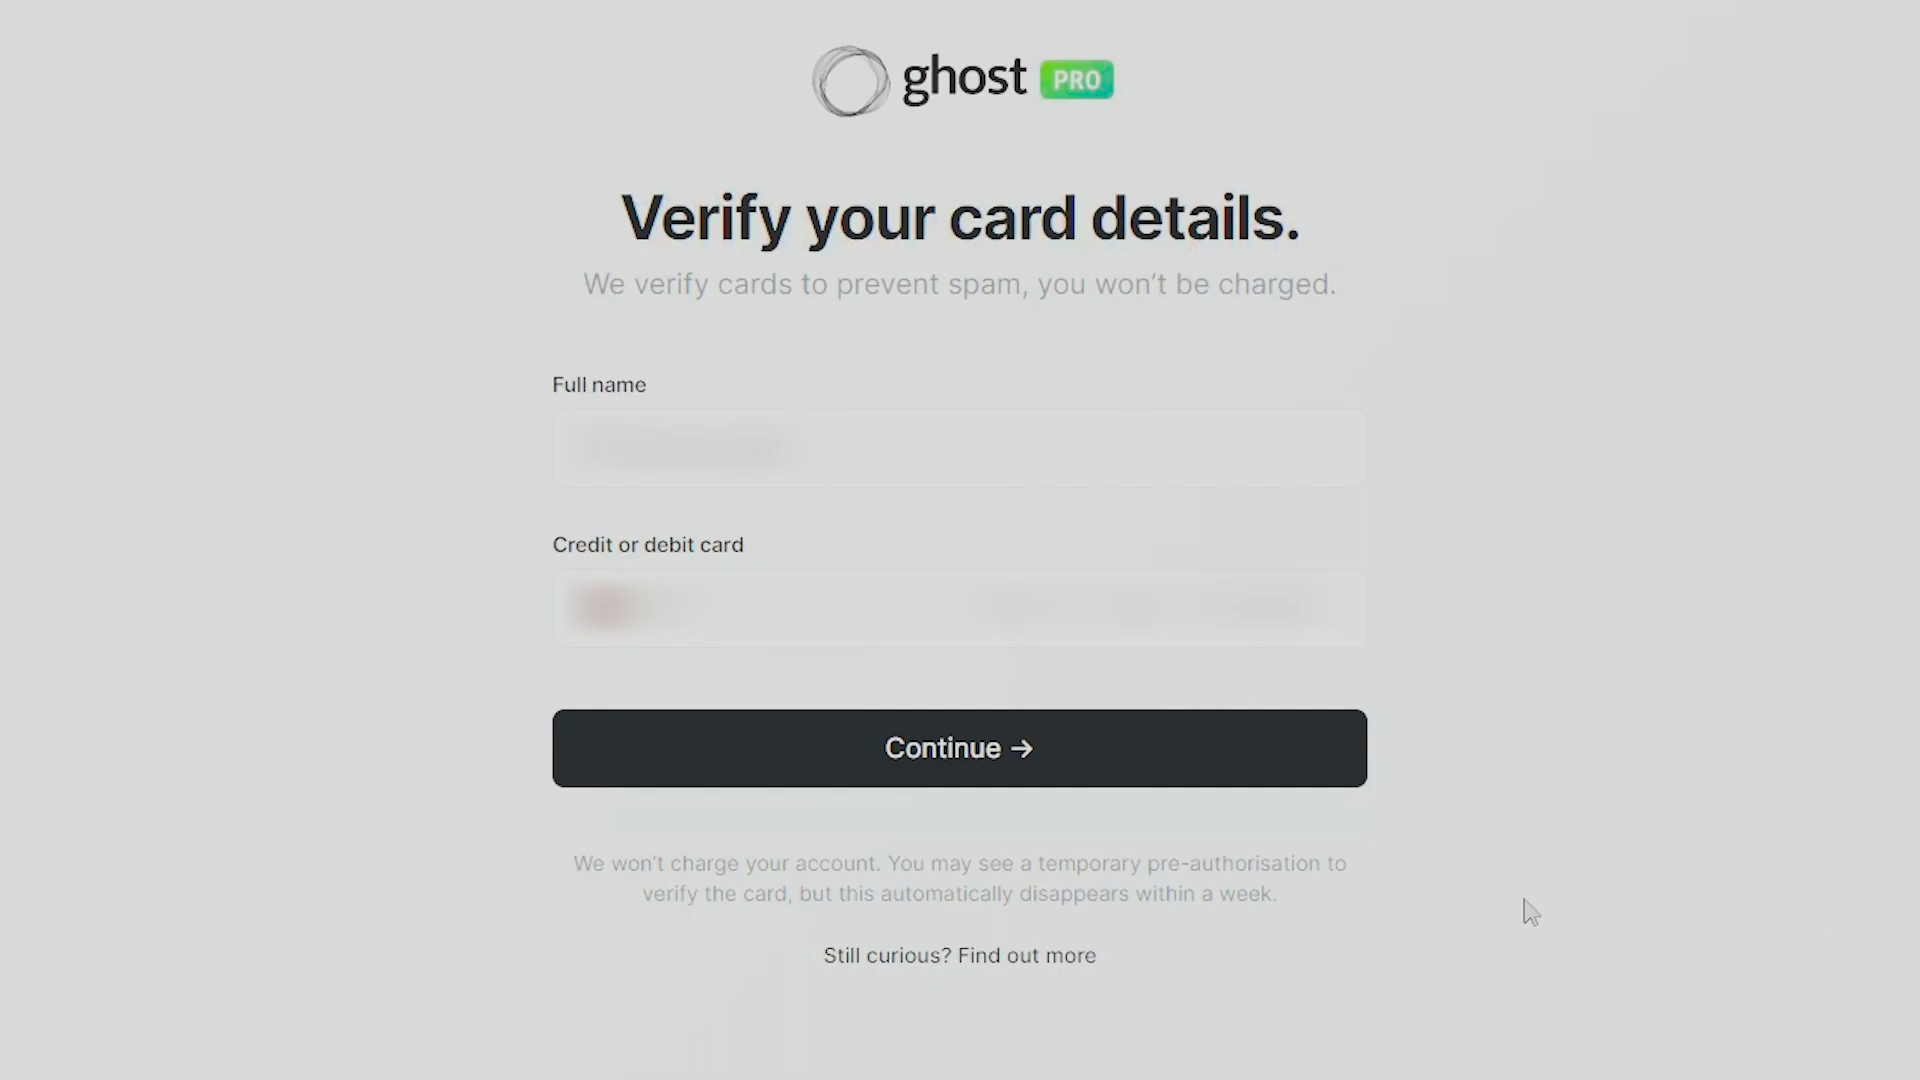 ghost PRO
Verify your card details.
We verify cards to prevent spam, you won’t be charged.
Full name
Credit or debit card
Continue →
We won’t charge your account. You may see a temporary pre-authorisation to
verify the card, but this automatically disappears within a week.
Still curious? Find out more